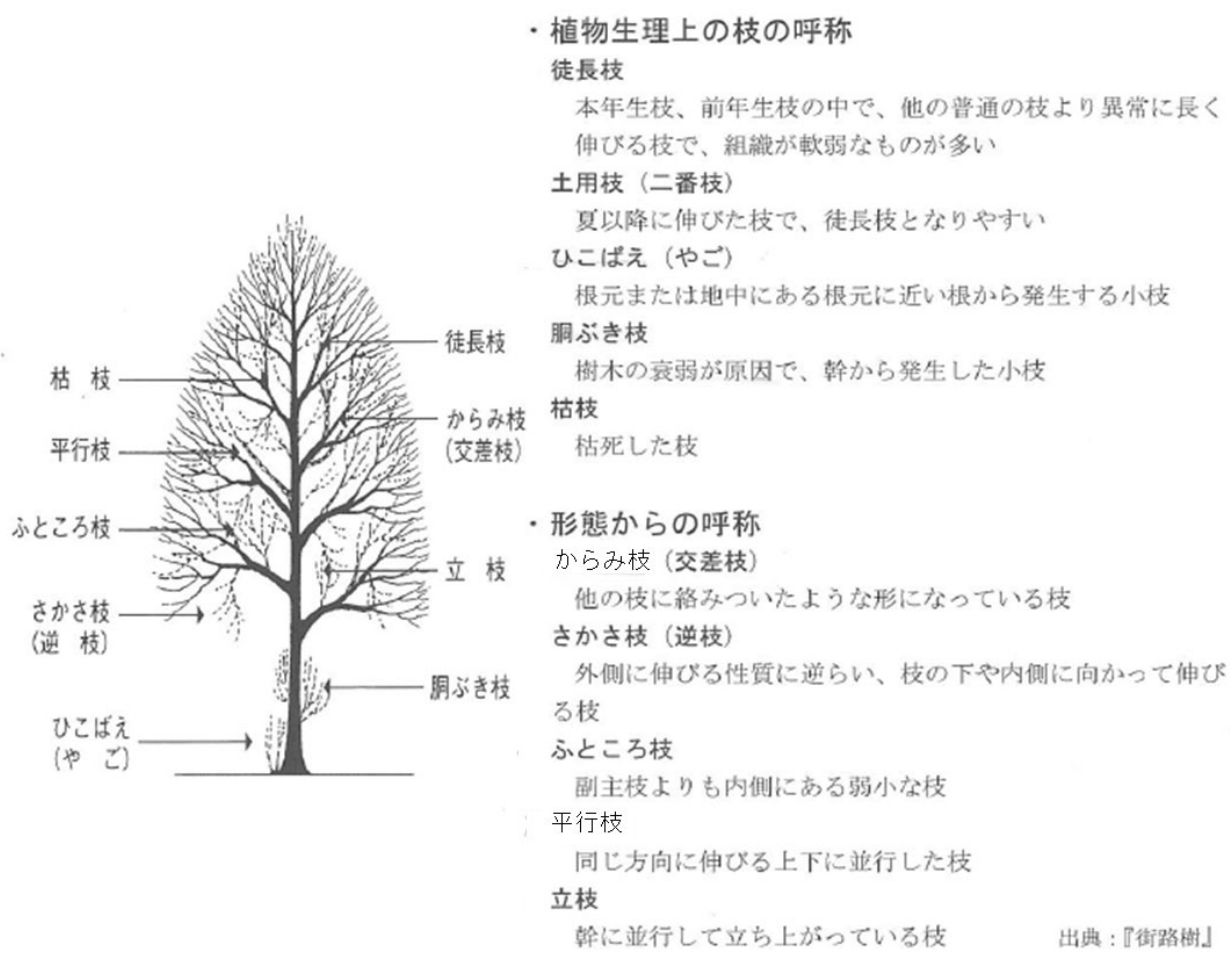 枯 枝
平行枝
ふところ枝
さかさ枝
(逆 枝)
ひこばえ
(や ご)
徒長枝
からみ枝
(交差枝)
立 枝
胴ぶき枝
・植物生理上の枝の呼称
徒長枝
本年生枝、前年生枝の中で、他の普通の枝より異常に長く
伸びる枝で、組織が軟弱なものが多い
土用枝（二番枝）
夏以降に伸びた枝で、徒長枝となりやすい
ひこばえ（やご）
根元または地中にある根元に近い根から発生する小枝
胴ぶき枝
樹木の衰弱が原因で、幹から発生した小枝
枯枝
枯死した枝
・形態からの呼称
からみ枝（交差枝）
他の枝に絡みついたような形になっている枝
さかさ枝（逆枝）
外側に伸びる性質に逆らい、枝の下や内側に向かって伸び
る枝
ふところ枝
副主枝よりも内側にある弱小な枝
平行枝
同じ方向に伸びる上下に並行した枝
立枝
幹に並行して立ち上がっている枝
出典：『街路樹』